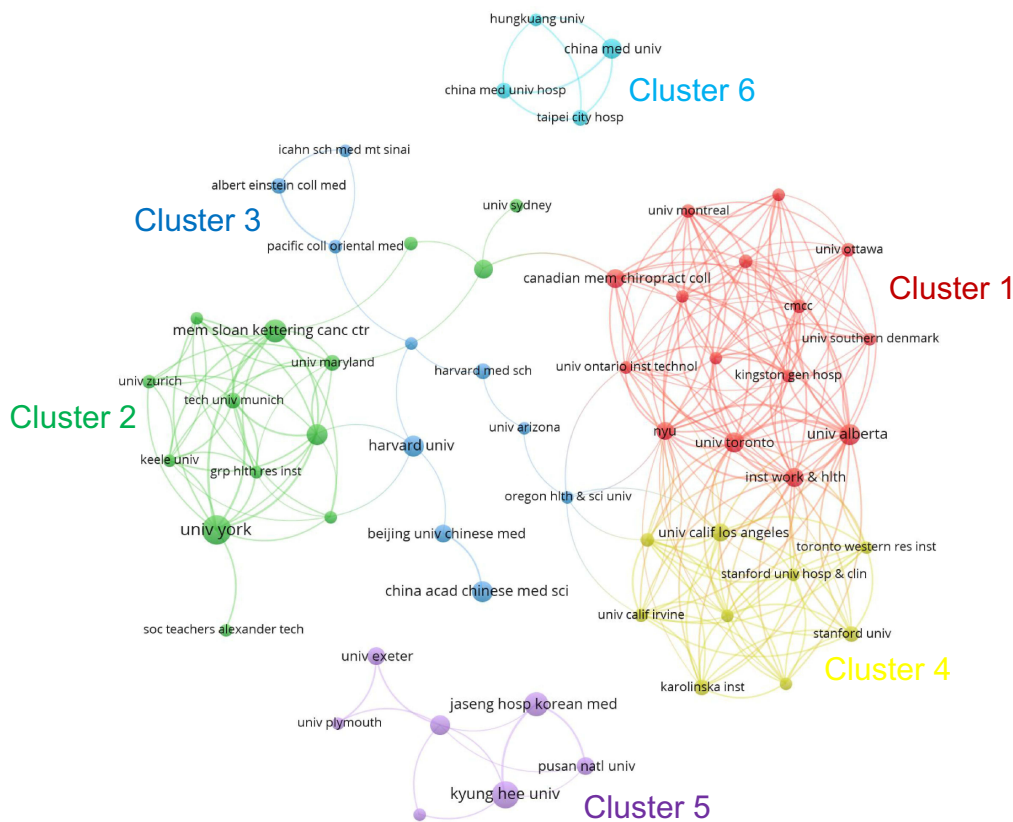 hungkuang univ
china med univ
china med univ hosp
Cluster 6
taipei city hosp
icahn sch med mt sinai
albert einstein coll med
Cluster 3
pacific coll oriental med
univ sydney
univ montreal
univ ottawa
canadian mem chiropract coll
Cluster 1
cmcc
univ southern denmark
mem sloan kettering canc ctr
univ maryland
harvard med sch
univ ontario inst technol
kingston gen hosp
univ zurich
tech univ munich
Cluster 2
univ arizona
nyu
univ toronto
univ alberta
harvard univ
keele univ
grp hlth res inst
inst work & hlth
oregon hlth & sci univ
univ york
beijing univ chinese med
univ calif los angeles
toronto western res inst
stanford univ hosp & clin
china acad chinese med sci
univ calif irvine
soc teachers alexander tech
stanford univ
univ exeter
Cluster 4
karolinska inst
jaseng hosp korean med
univ plymouth
pusan natl univ
kyung hee univ
Cluster 5